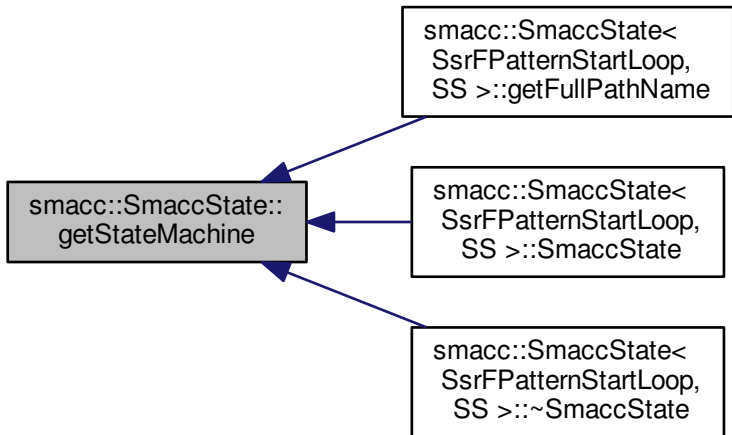 smacc::SmaccState<
SsrFPatternStartLoop,
SS >::getFullPathName
smacc::SmaccState::
getStateMachine
smacc::SmaccState<
SsrFPatternStartLoop,
SS >::SmaccState
smacc::SmaccState<
SsrFPatternStartLoop,
SS >::~SmaccState